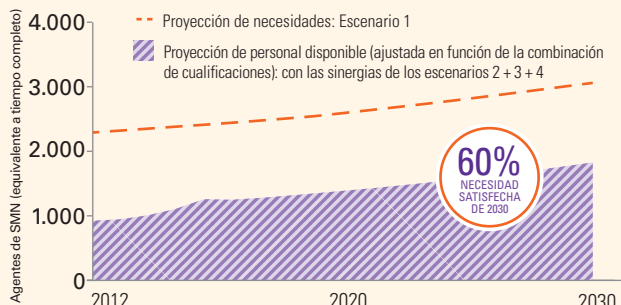 Agentes de SMN (equivalente a tiempo completo)
4.000
3.000
2.000
1.000
0
Proyección de necesidades: Escenario 1
Proyección de personal disponible (ajustada en función de la combinación
de cualificaciones): con las sinergias de los escenarios 2 + 3 + 4
60%
NECESIDAD
SATISFECHA
DE 2030
2012
2020
2030